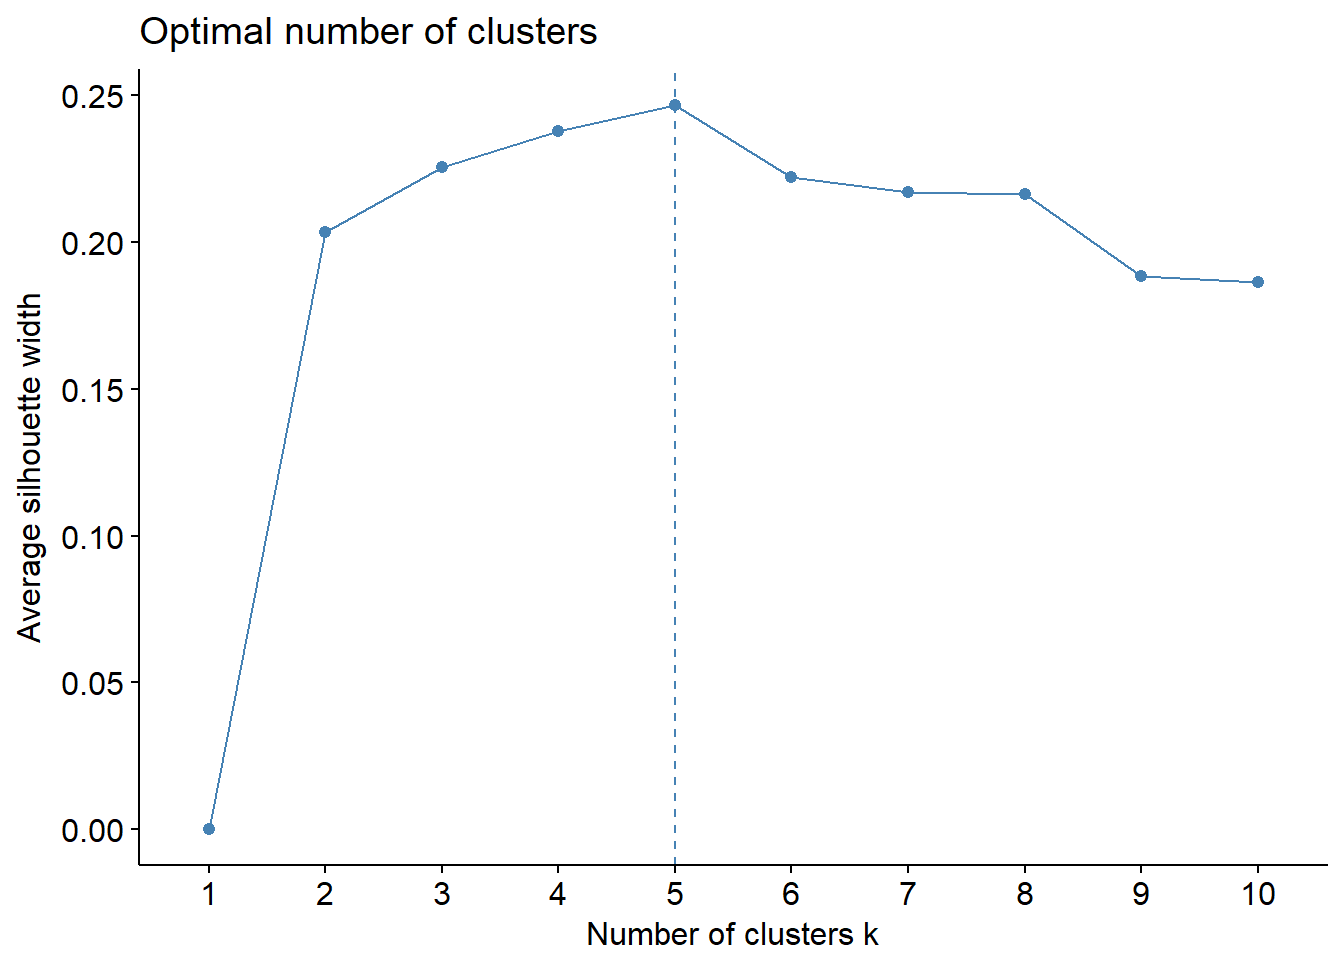 Optimal number of clusters
0.25
0.20
0.15
0.10
0.05
0.00
Average silhouette width
1 2 3 4 5 6 7 8 9 10
Number of clusters k